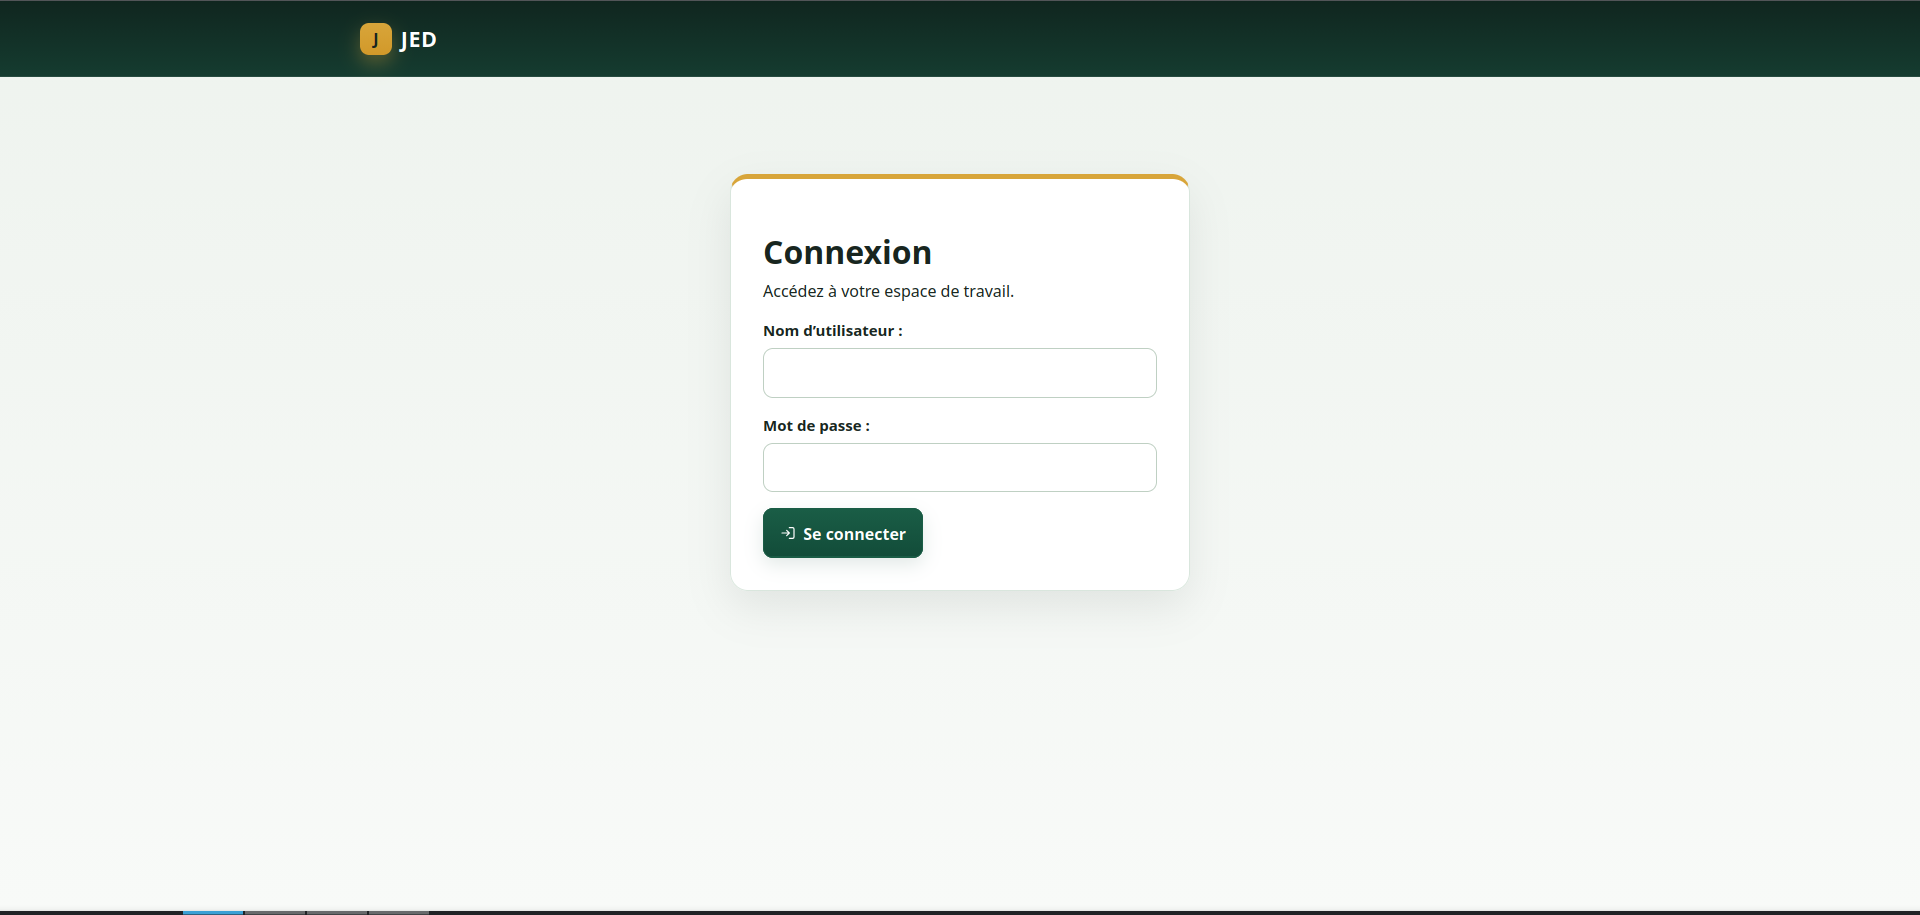 J JED
Connexion
Accédez à votre espace de travail.
Nom d’utilisateur :
Mot de passe :
Se connecter